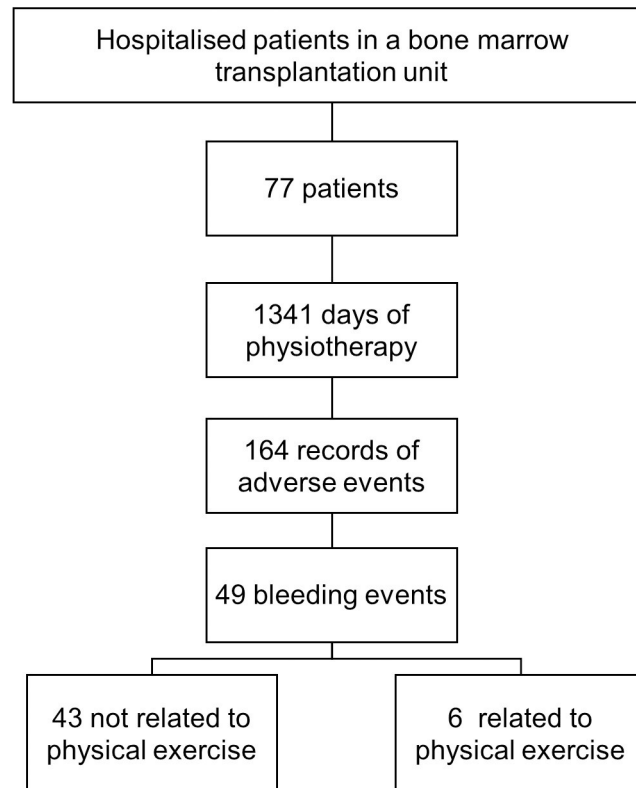 Hospitalised patients in a bone marrow
transplantation unit
77 patients
1341 days of
physiotherapy
164 records of
adverse events
49 bleeding events
43 not related to
physical exercise
6 related to
physical exercise